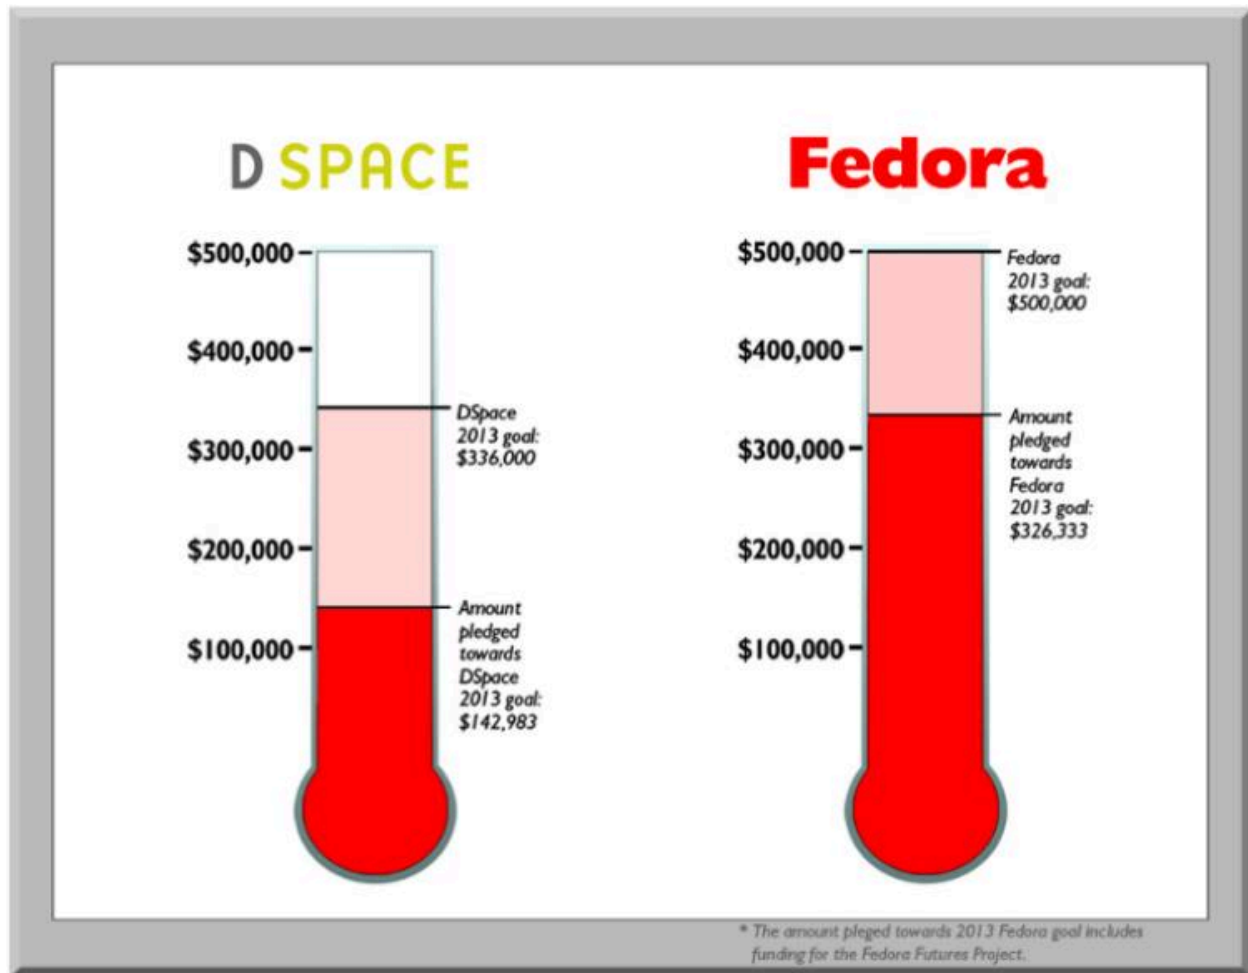 D SPACE
$500,000
$400,000
$300,000
$200,000
$100,000
DSpace
2013 goal:
$336,000
Amount
pledged
towards
DSpace
2013 goal:
$142,983
Fedora
$500,000
$400,000
$300,000
$200,000
$100,000
Fedora
2013 goal:
$500,000
Amount
pledged
towards
Fedora
2013 goal:
$326,333
* The amount pleged towards 2013 Fedora goal includes
funding for the Fedora Futures Project.